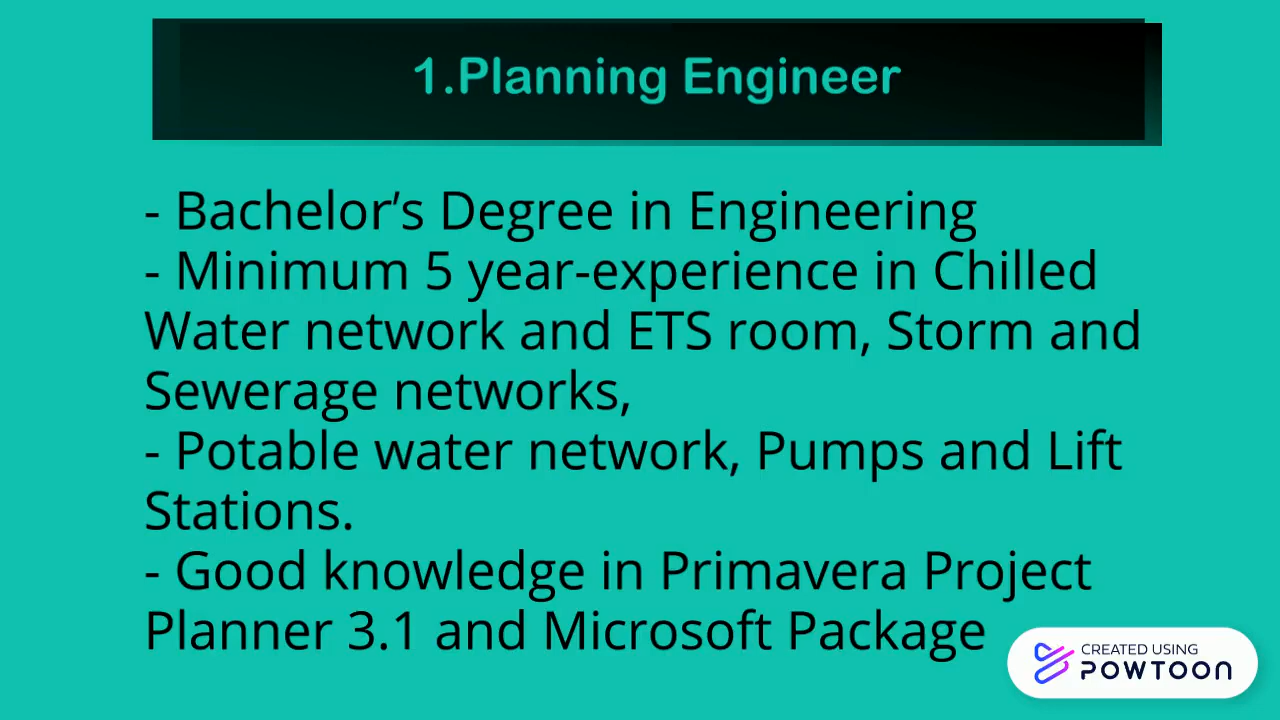 1.Planning Engineer
- Bachelor’s Degree in Engineering
- Minimum 5 year-experience in Chilled
Water network and ETS room, Storm and
Sewerage networks,
- Potable water network, Pumps and Lift
Stations.
- Good knowledge in Primavera Project
Planner 3.1 and Microsoft Package
CREATED USING
POWTOON